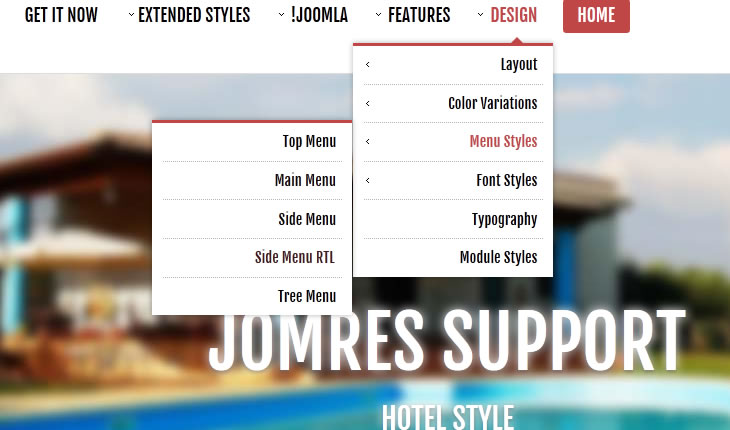 GET IT NOW EXTENDED STYLES !JOOMLA FEATURES DESIGN HOME
Layout
Color Variations
Menu Styles
Font Styles
Typography
Module Styles
Top Menu
Main Menu
Side Menu
Side Menu RTL
Tree Menu
JOMRES SUPPORT
HOTEL STYLE